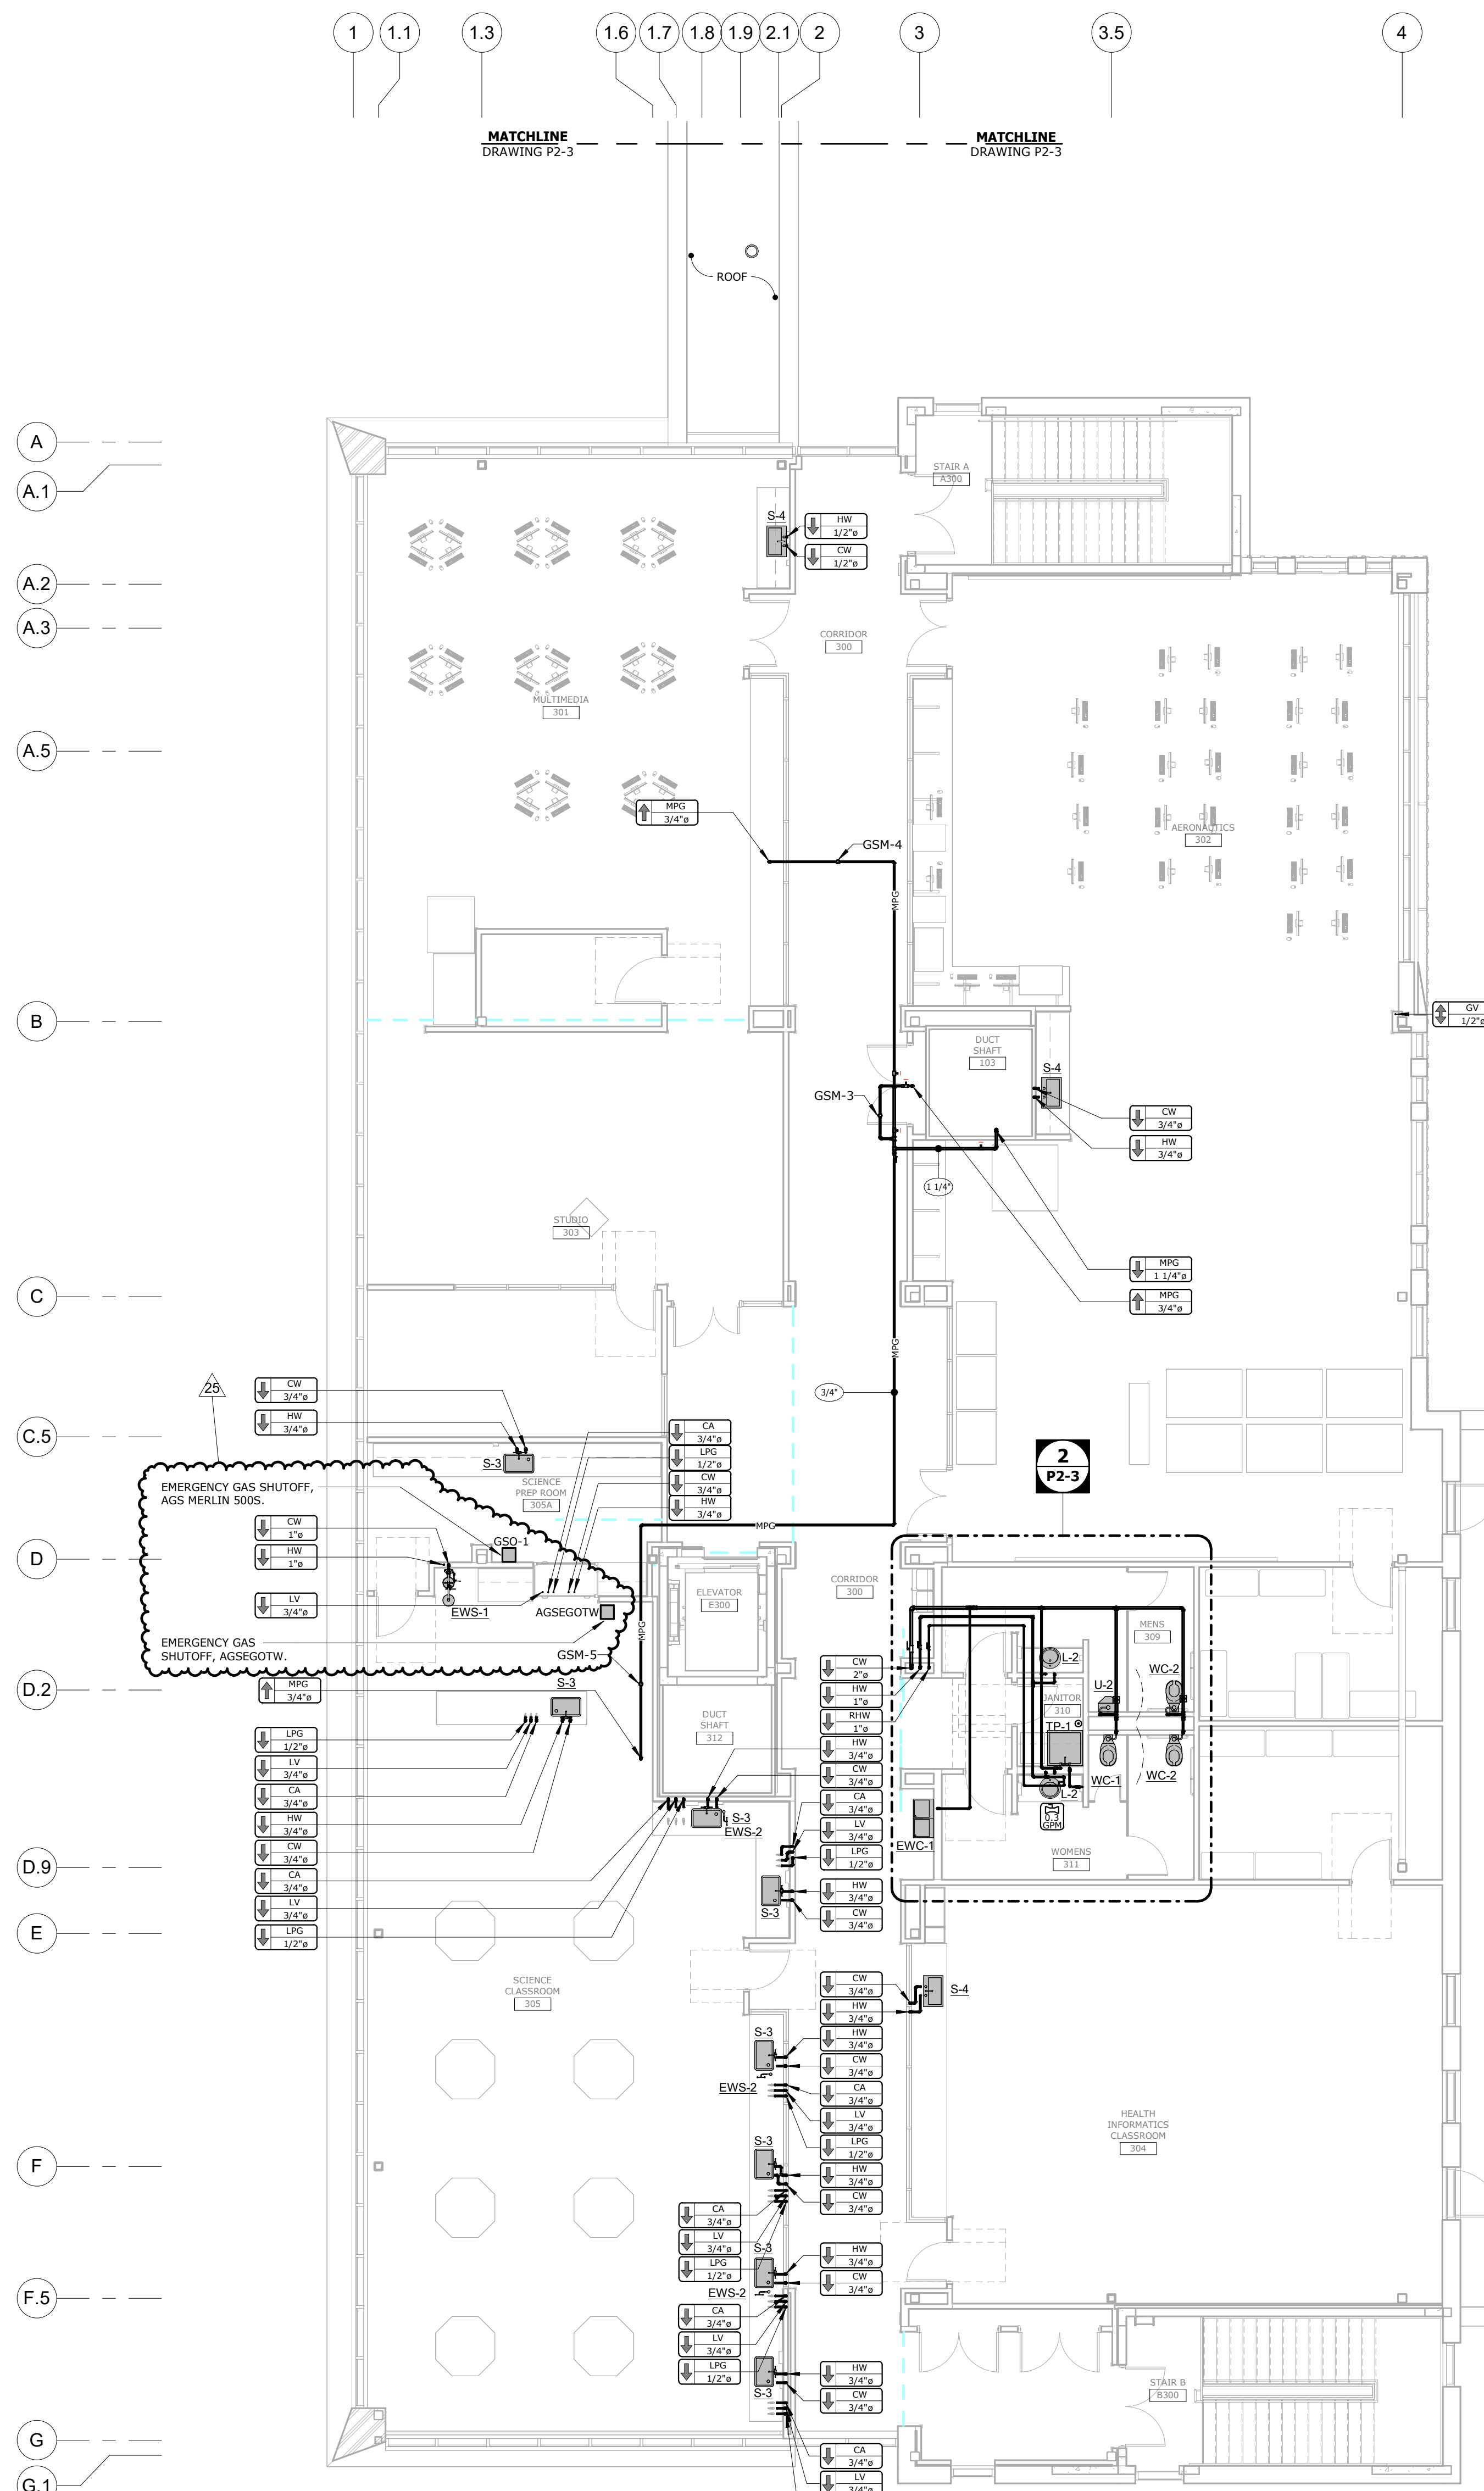 1
1.1
1.3
1.6
1.7
1.8
1.9
2.1
2
3
3.5
4
MATCHLINE
DRAWING P2-3
MATCHLINE
DRAWING P2-3
ROOF
A
A.1
STAIR A
A300
S-4
HW
1/2"ø
CW
1/2"ø
A.2
A.3
CORRIDOR
300
MULTIMEDIA
301
A.5
MPG
3/4"ø
GSM-4
MPG
AERONAUTICS
302
B
GV
1/2"ø
DUCT
SHAFT
103
S-4
GSM-3
CW
3/4"ø
HW
3/4"ø
1 1/4"
STUDIO
303
MPG
1 1/4"ø
MPG
3/4"ø
C
MPG
25
CW
3/4"ø
HW
3/4"ø
3/4"
C.5
CA
3/4"ø
LPG
1/2"ø
CW
3/4"ø
HW
3/4"ø
S-3
SCIENCE
PREP ROOM
305A
2
P2-3
EMERGENCY GAS SHUTOFF,
AGS MERLIN 500S.
CW
1"ø
HW
1"ø
GSO-1
MPG
D
LV
3/4"ø
EWS-1
AGSEGOTW
ELEVATOR
E300
CORRIDOR
300
MPG
EMERGENCY GAS
SHUTOFF, AGSEGOTW.
GSM-5
MENS
309
D.2
MPG
3/4"ø
S-3
CW
2"ø
HW
1"ø
RHW
1"ø
L-2
U-2
WC-2
JANITOR
310
TP-1
DUCT
SHAFT
312
LPG
1/2"ø
LV
3/4"ø
CA
3/4"ø
HW
3/4"ø
CW
3/4"ø
CA
3/4"ø
LV
3/4"ø
LPG
1/2"ø
HW
3/4"ø
CW
3/4"ø
CA
3/4"ø
LV
3/4"ø
LPG
1/2"ø
HW
3/4"ø
CW
3/4"ø
WC-1
WC-2
L-2
0.3
GPM
S-3
EWS-2
EWC-1
WOMENS
311
D.9
S-3
E
SCIENCE
CLASSROOM
305
CW
3/4"ø
HW
3/4"ø
S-4
S-3
HW
3/4"ø
CW
3/4"ø
EWS-2
CA
3/4"ø
LV
3/4"ø
LPG
1/2"ø
HEALTH
INFORMATICS
CLASSROOM
304
F
S-3
HW
3/4"ø
CW
3/4"ø
CA
3/4"ø
LV
3/4"ø
LPG
1/2"ø
S-3
HW
3/4"ø
CW
3/4"ø
F.5
EWS-2
CA
3/4"ø
LV
3/4"ø
LPG
1/2"ø
HW
3/4"ø
CW
3/4"ø
S-3
STAIR B
B300
G
CA
3/4"ø
LV
3/4"ø
G.1